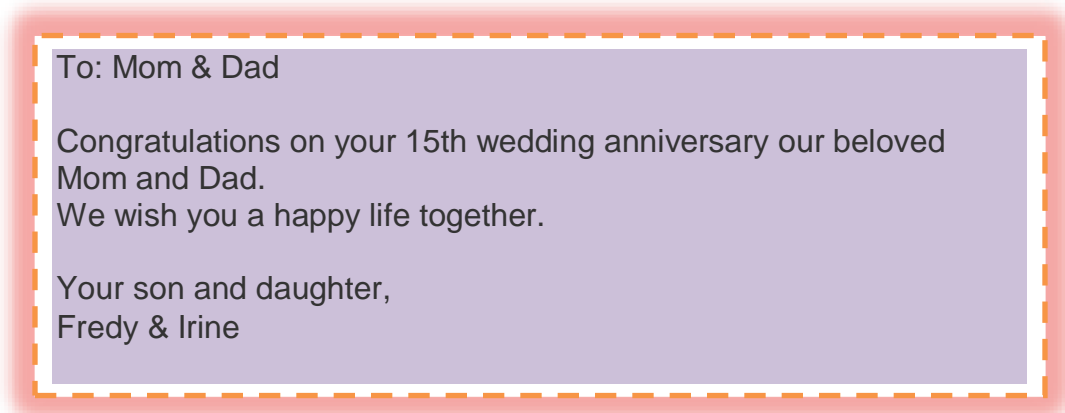 To: Mom & Dad
Congratulations on your 15th wedding anniversary our beloved
Mom and Dad.
We wish you a happy life together.
Your son and daughter,
Fredy & Irine